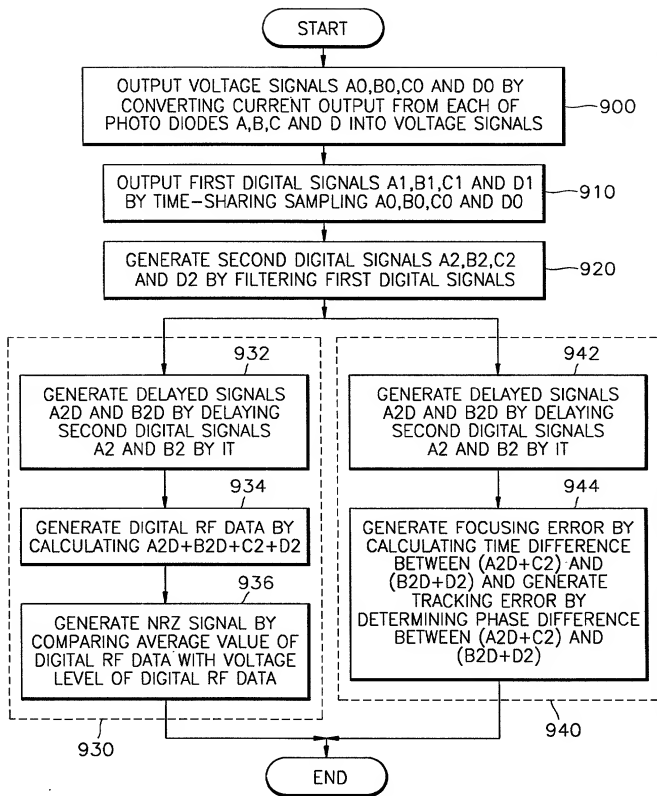 START
OUTPUT VOLTAGE SIGNALS A0,B0,C0 AND D0 BY
CONVERTING CURRENT OUTPUT FROM EACH OF
PHOTO DIODES A,B,C AND D INTO VOLTAGE SIGNALS
900
OUTPUT FIRST DIGITAL SIGNALS A1,B1,C1 AND D1
BY TIME-SHARING SAMPLING A0,B0,C0 AND D0
910
GENERATE SECOND DIGITAL SIGNALS A2,B2,C2
AND D2 BY FILTERING FIRST DIGITAL SIGNALS
920
932
GENERATE DELAYED SIGNALS
A2D AND B2D BY DELAYING
SECOND DIGITAL SIGNALS
A2 AND B2 BY IT
934
GENERATE DIGITAL RF DATA BY
CALCULATING A2D+B2D+C2+D2
936
GENERATE NRZ SIGNAL BY
COMPARING AVERAGE VALUE OF
DIGITAL RF DATA WITH VOLTAGE
LEVEL OF DIGITAL RF DATA
930
942
GENERATE DELAYED SIGNALS
A2D AND B2D BY DELAYING
SECOND DIGITAL SIGNALS
A2 AND B2 BY IT
944
GENERATE FOCUSING ERROR BY
CALCULATING TIME DIFFERENCE
BETWEEN (A2D+C2) AND
(B2D+D2) AND GENERATE
TRACKING ERROR BY
DETERMINING PHASE DIFFERENCE
BETWEEN (A2D+C2) AND
(B2D+D2)
940
END